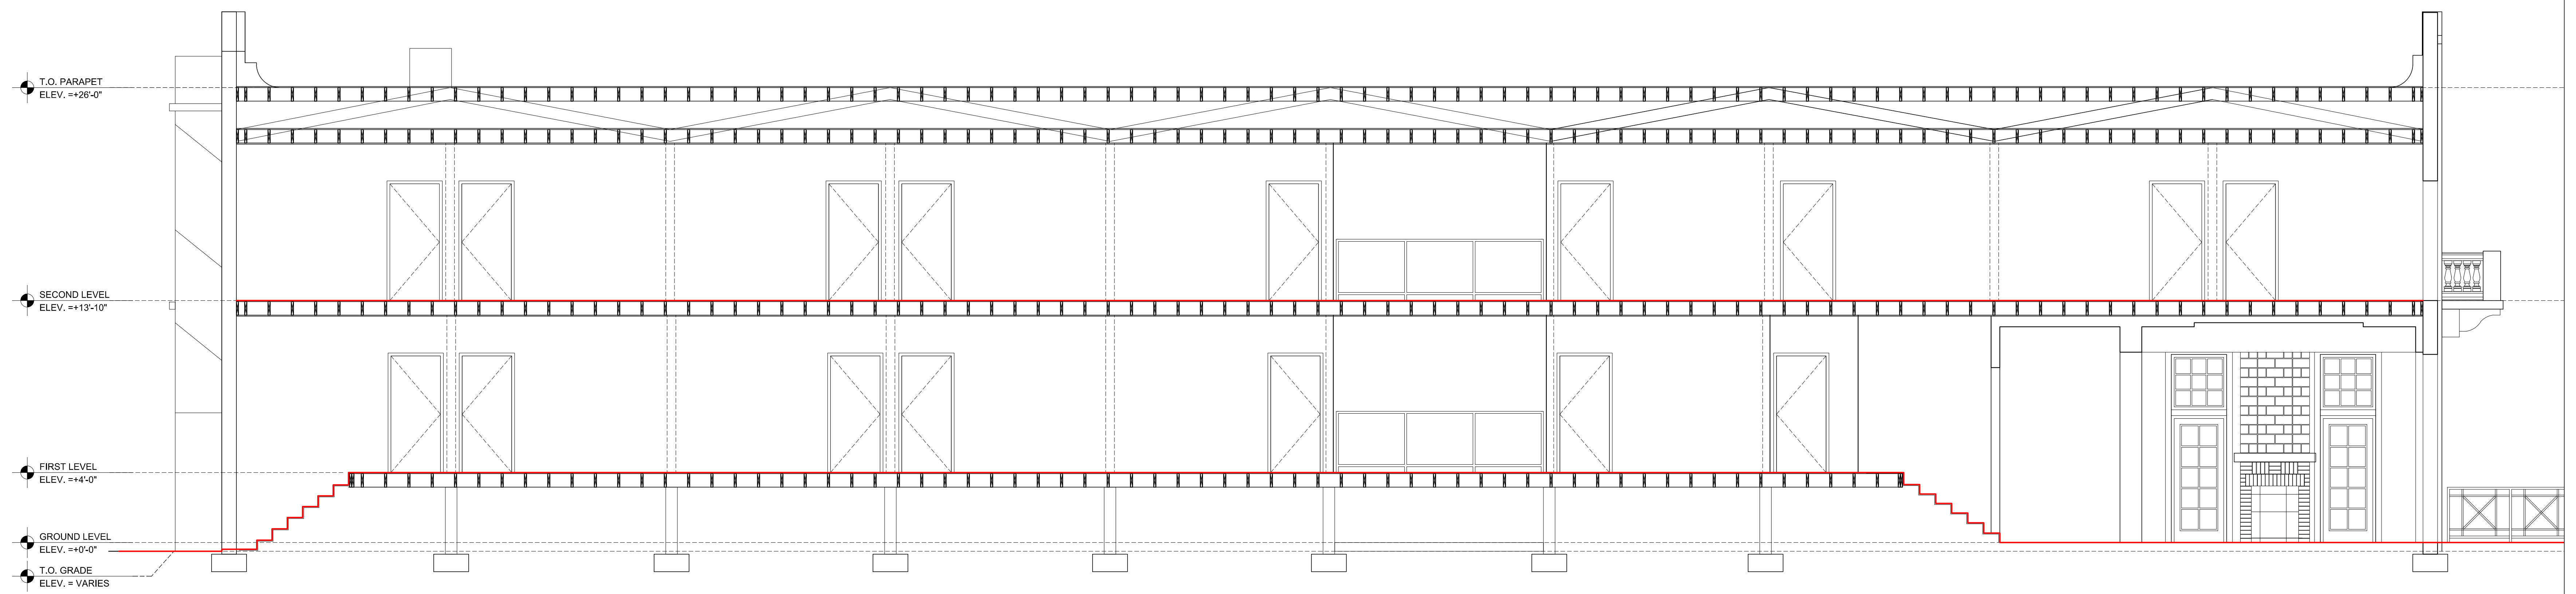 T.O. PARAPET
ELEV. =+26'-0"
SECOND LEVEL
ELEV. =+13'-10"
FIRST LEVEL
ELEV. =+4'-0"
GROUND LEVEL
ELEV. =+0'-0"
T.O. GRADE
ELEV. = VARIES